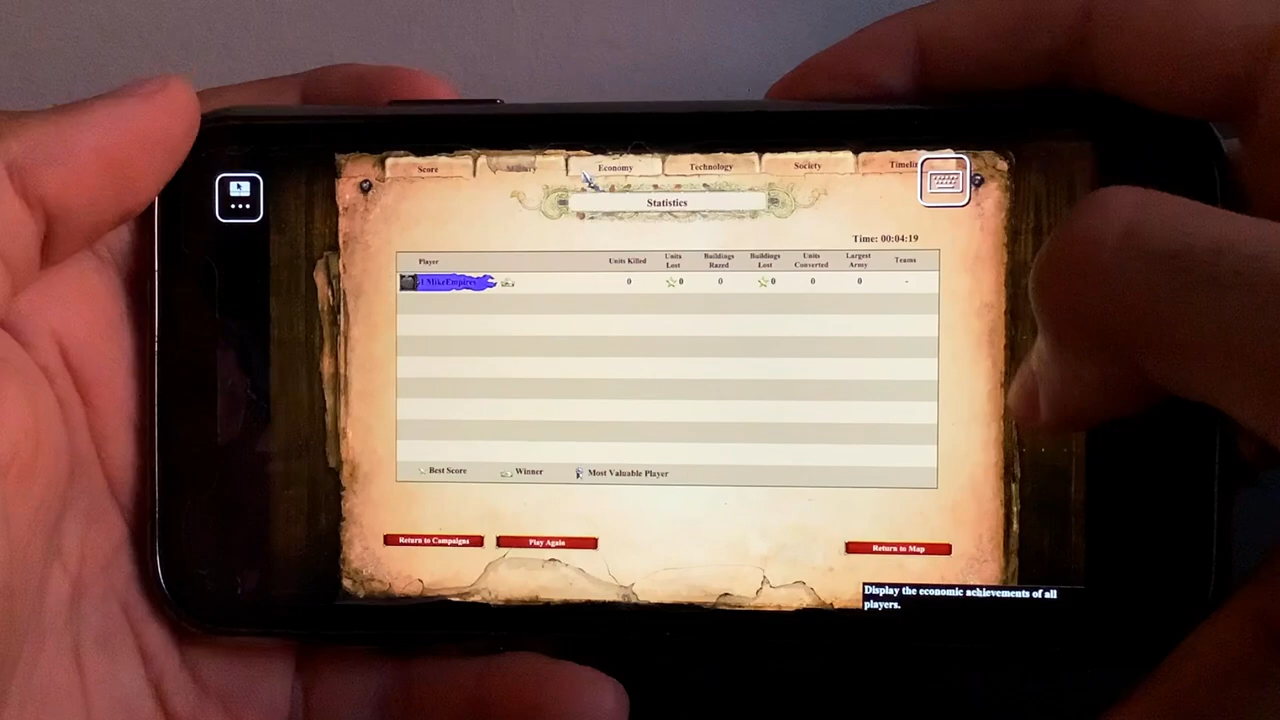 Score Military Economy Technology Society
Statistics
Time: 00:04:19
Player Units Killed Units Lost Buildings Razed Buildings Lost Units Converted Largest Army Teams
MikeEmpires 0 0 0 0 0 0 -
Best Score Winner Most Valuable Player
Return to Campaigns Play Again Return to Map
Display the economic achievements of all
players.